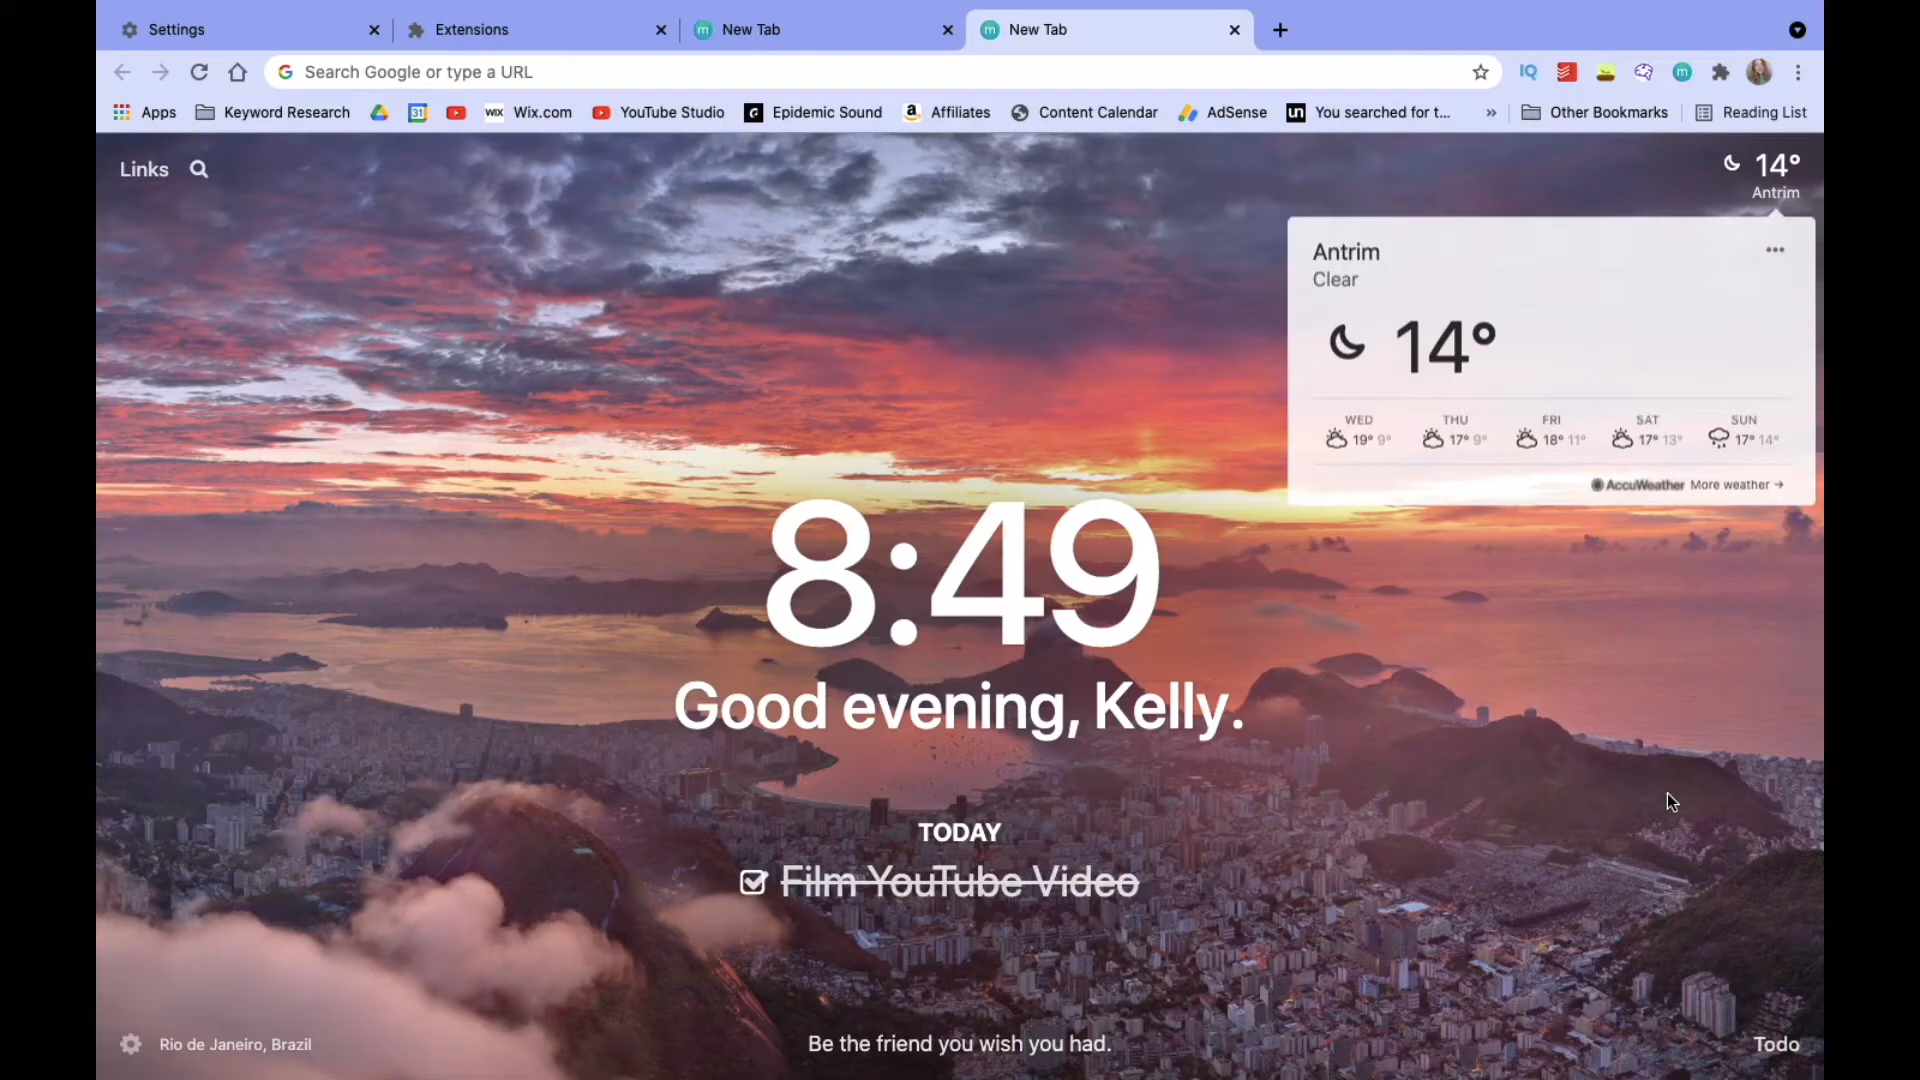 Settings
Extensions
New Tab
New Tab
Search Google or type a URL
IQ
m
Apps
Keyword Research
31
WiX
Wix.com
YouTube Studio
Epidemic Sound
Affiliates
Content Calendar
AdSense
un
You searched for t...
»
Other Bookmarks
Reading List
Links
14°
Antrim
Antrim
Clear
14°
WED THU FRI SAT SUN
19° 9° 17° 9° 18° 11° 17° 13° 17° 14°
AccuWeather More weather →
8:49
Good evening, Kelly.
TODAY
Film YouTube Video
Rio de Janeiro, Brazil
Be the friend you wish you had.
Todo